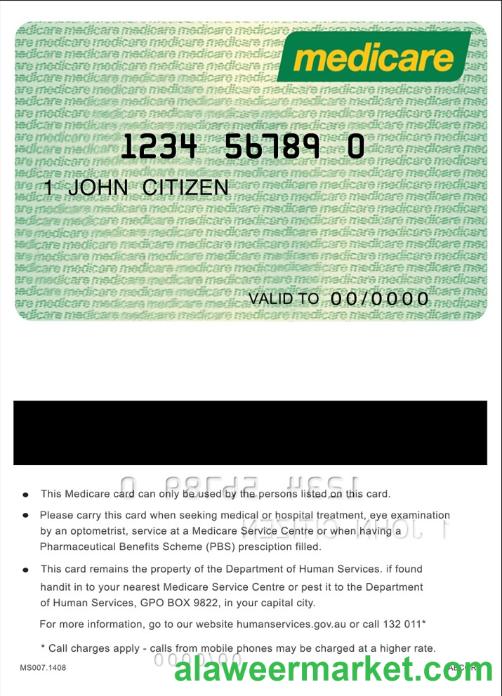 medicare
1234 56789 0
1 JOHN CITIZEN
VALID TO 00/0000
This Medicare card can only be used by the persons listed on this card.
Please carry this card when seeking medical or hospital treatment, eye examination
by an optometrist, service at a Medicare Service Centre or when having a
Pharmaceutical Benefits Scheme (PBS) presciption filled.
This card remains the property of the Department of Human Services. if found
handit in to your nearest Medicare Service Centre or pest it to the Department
of Human Services, GPO BOX 9822, in your capital city.
For more information, go to our website humanservices.gov.au or call 132 011*
* Call charges apply - calls from mobile phones may be charged at a higher rate.
MS007.1408
alaweermarket.com